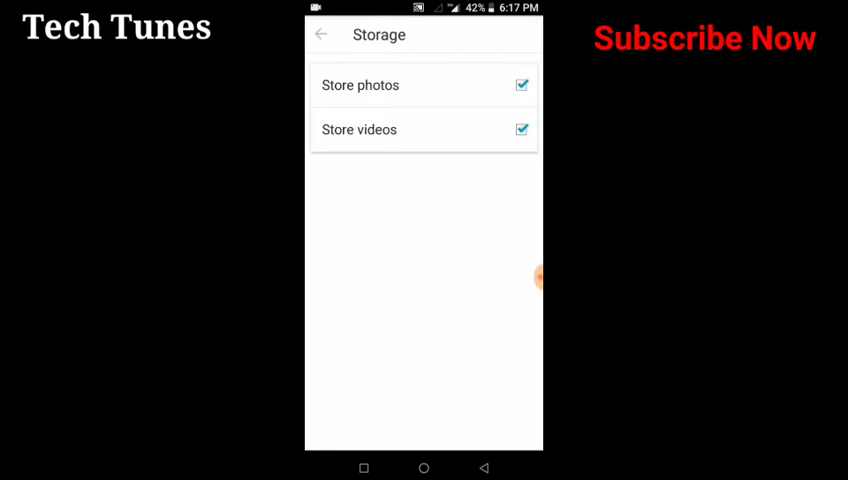 Tech Tunes
42% 6:17 PM
Subscribe Now
Storage
Store photos
Store videos